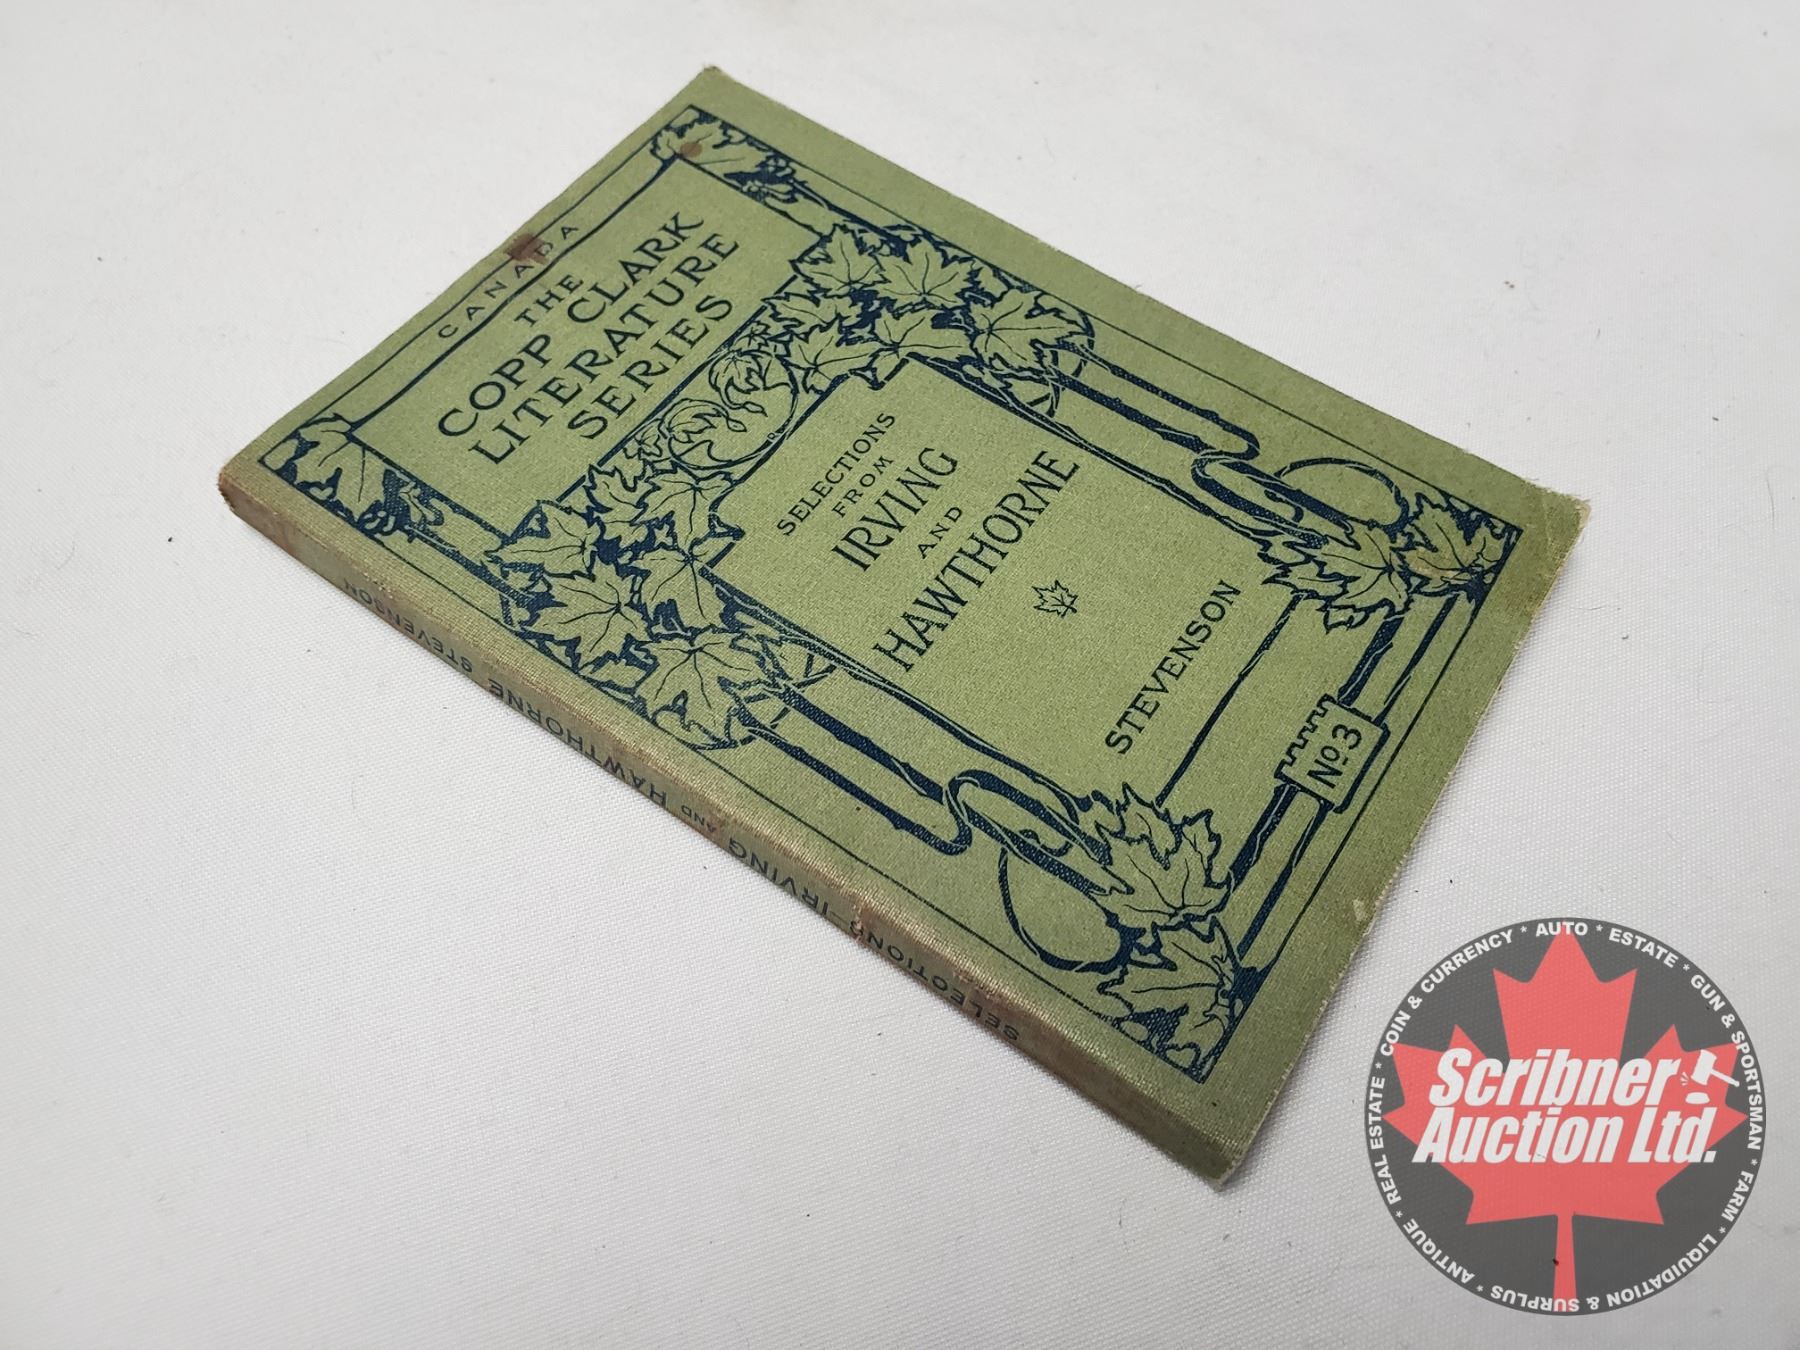 CANADA
THE
COPP CLARK
LITERATURE
SERIES
SELECTIONS
FROM
IRVING
AND
HAWTHORNE
STEVENSON
No 3
SELECTIONS—IRVING AND HAWTHORNE STEVENSON
REAL ESTATE * COIN & CURRENCY * AUTO * ESTATE * GUN & SPORTSMAN * FARM * LIQUIDATION & SURPLUS * ANTIQUE *
Scribner
Auction Ltd.